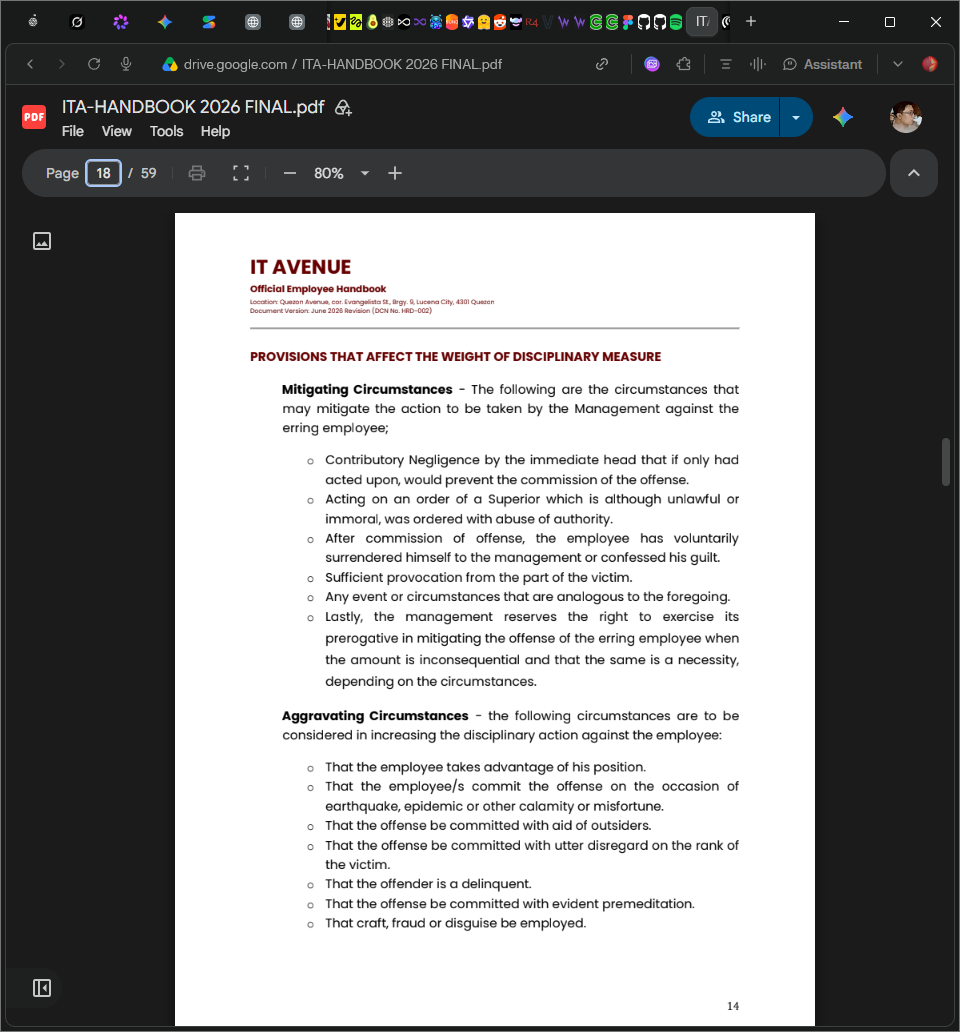 drive.google.com / ITA-HANDBOOK 2026 FINAL.pdf
Assistant
PDF
ITA-HANDBOOK 2026 FINAL.pdf
File View Tools Help
Share
Page 18 / 59
80%
IT AVENUE
Official Employee Handbook
Location: Quezon Avenue, cor. Evangelista St., Brgy. 9, Lucena City, 4301 Quezon
Document Version: June 2026 Revision (DCN No. HRD-002)
PROVISIONS THAT AFFECT THE WEIGHT OF DISCIPLINARY MEASURE
Mitigating Circumstances - The following are the circumstances that
may mitigate the action to be taken by the Management against the
erring employee;
○ Contributory Negligence by the immediate head that if only had
acted upon, would prevent the commission of the offense.
○ Acting on an order of a Superior which is although unlawful or
immoral, was ordered with abuse of authority.
○ After commission of offense, the employee has voluntarily
surrendered himself to the management or confessed his guilt.
○ Sufficient provocation from the part of the victim.
○ Any event or circumstances that are analogous to the foregoing.
○ Lastly, the management reserves the right to exercise its
prerogative in mitigating the offense of the erring employee when
the amount is inconsequential and that the same is a necessity,
depending on the circumstances.
Aggravating Circumstances - the following circumstances are to be
considered in increasing the disciplinary action against the employee:
○ That the employee takes advantage of his position.
○ That the employee/s commit the offense on the occasion of
earthquake, epidemic or other calamity or misfortune.
○ That the offense be committed with aid of outsiders.
○ That the offense be committed with utter disregard on the rank of
the victim.
○ That the offender is a delinquent.
○ That the offense be committed with evident premeditation.
○ That craft, fraud or disguise be employed.
14